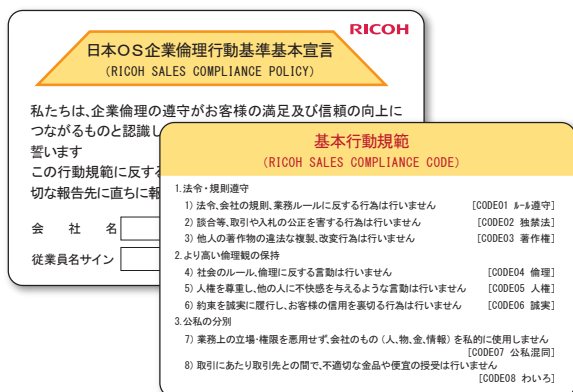 RICOH
日本OS企業倫理行動基準基本宣言
(RICOH SALES COMPLIANCE POLICY)
私たちは、企業倫理の遵守がお客様の満足及び信頼の向上に
つながるものと認識し
誓います
この行動規範に反す
切な報告先に直ちに報
会 社 名
従業員名サイン
基本行動規範
(RICOH SALES COMPLIANCE CODE)
1.法令・規則遵守
1) 法令、会社の規則、業務ルールに反する行為は行いません [CODE01 ルール遵守]
2) 談合等、取引や入札の公正を害する行為は行いません [CODE02 独禁法]
3) 他人の著作物の違法な複製、改変行為は行いません [CODE03 著作権]
2.より高い倫理観の保持
4) 社会のルール、倫理に反する言動は行いません [CODE04 倫理]
5) 人権を尊重し、他の人に不快感を与えるような言動は行いません [CODE05 人権]
6) 約束を誠実に履行し、お客様の信用を裏切る行為は行いません [CODE06 誠実]
3.公私の分別
7) 業務上の立場・権限を悪用せず、会社のもの (人、物、金、情報) を私的に使用しません
[CODE07 公私混同]
8) 取引にあたり取引先との間で、不適切な金品や便宜の授受は行いません
[CODE08 わいろ]